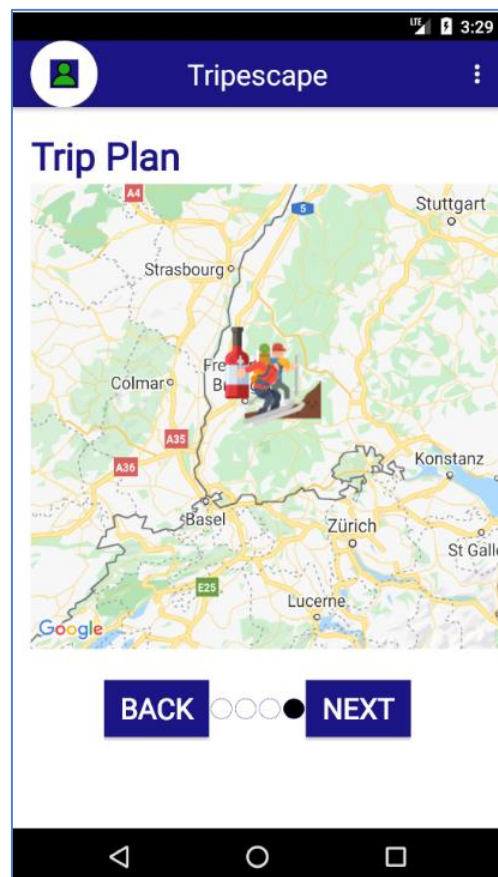 LTE 3:29
Tripescape
Trip Plan
A4
5
Stuttgart
Strasbourg
Colmar
A35
A36
Konstanz
Basel
Zürich
St Gall
E25
Lucerne
Google
BACK NEXT